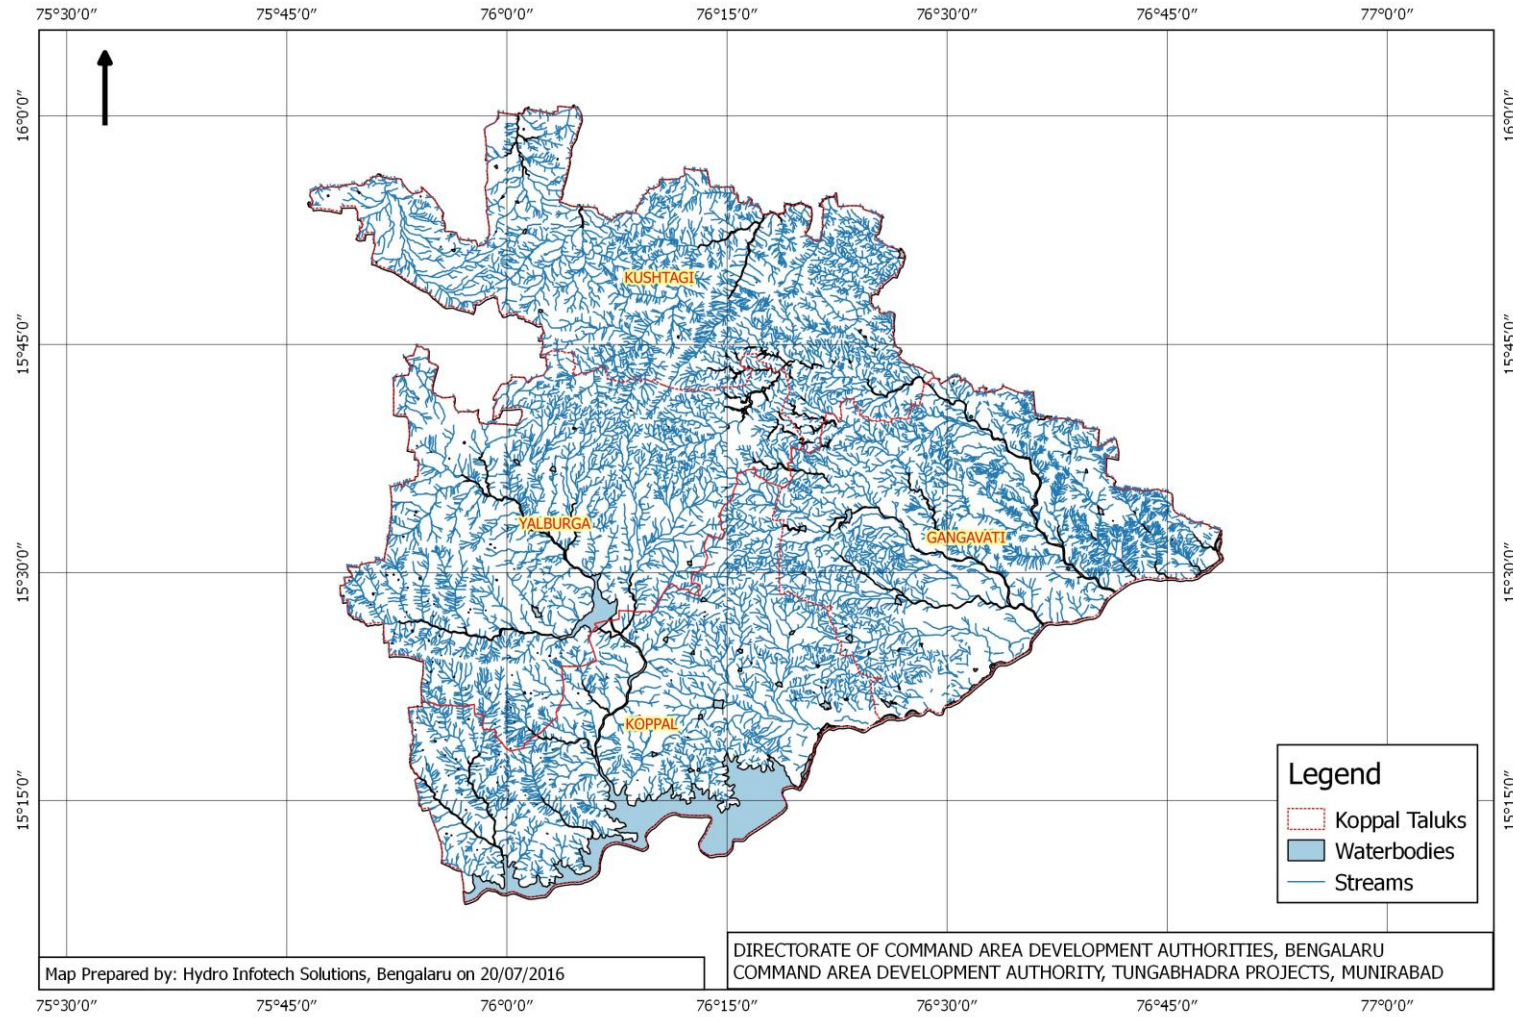 75°30′0″ 75°45′0″ 76°0′0″ 76°15′0″ 76°30′0″ 76°45′0″ 77°0′0″
16°0′0″ 16°0′0″
KUSHTAGI
15°45′0″ 15°45′0″
YALBURGA
GANGAVATI
15°30′0″ 15°30′0″
KOPPAL
15°15′0″ 15°15′0″
Legend
Koppal Taluks
Waterbodies
Streams
DIRECTORATE OF COMMAND AREA DEVELOPMENT AUTHORITIES, BENGALARU
COMMAND AREA DEVELOPMENT AUTHORITY, TUNGABHADRA PROJECTS, MUNIRABAD
Map Prepared by: Hydro Infotech Solutions, Bengalaru on 20/07/2016
75°30′0″ 75°45′0″ 76°0′0″ 76°15′0″ 76°30′0″ 76°45′0″ 77°0′0″